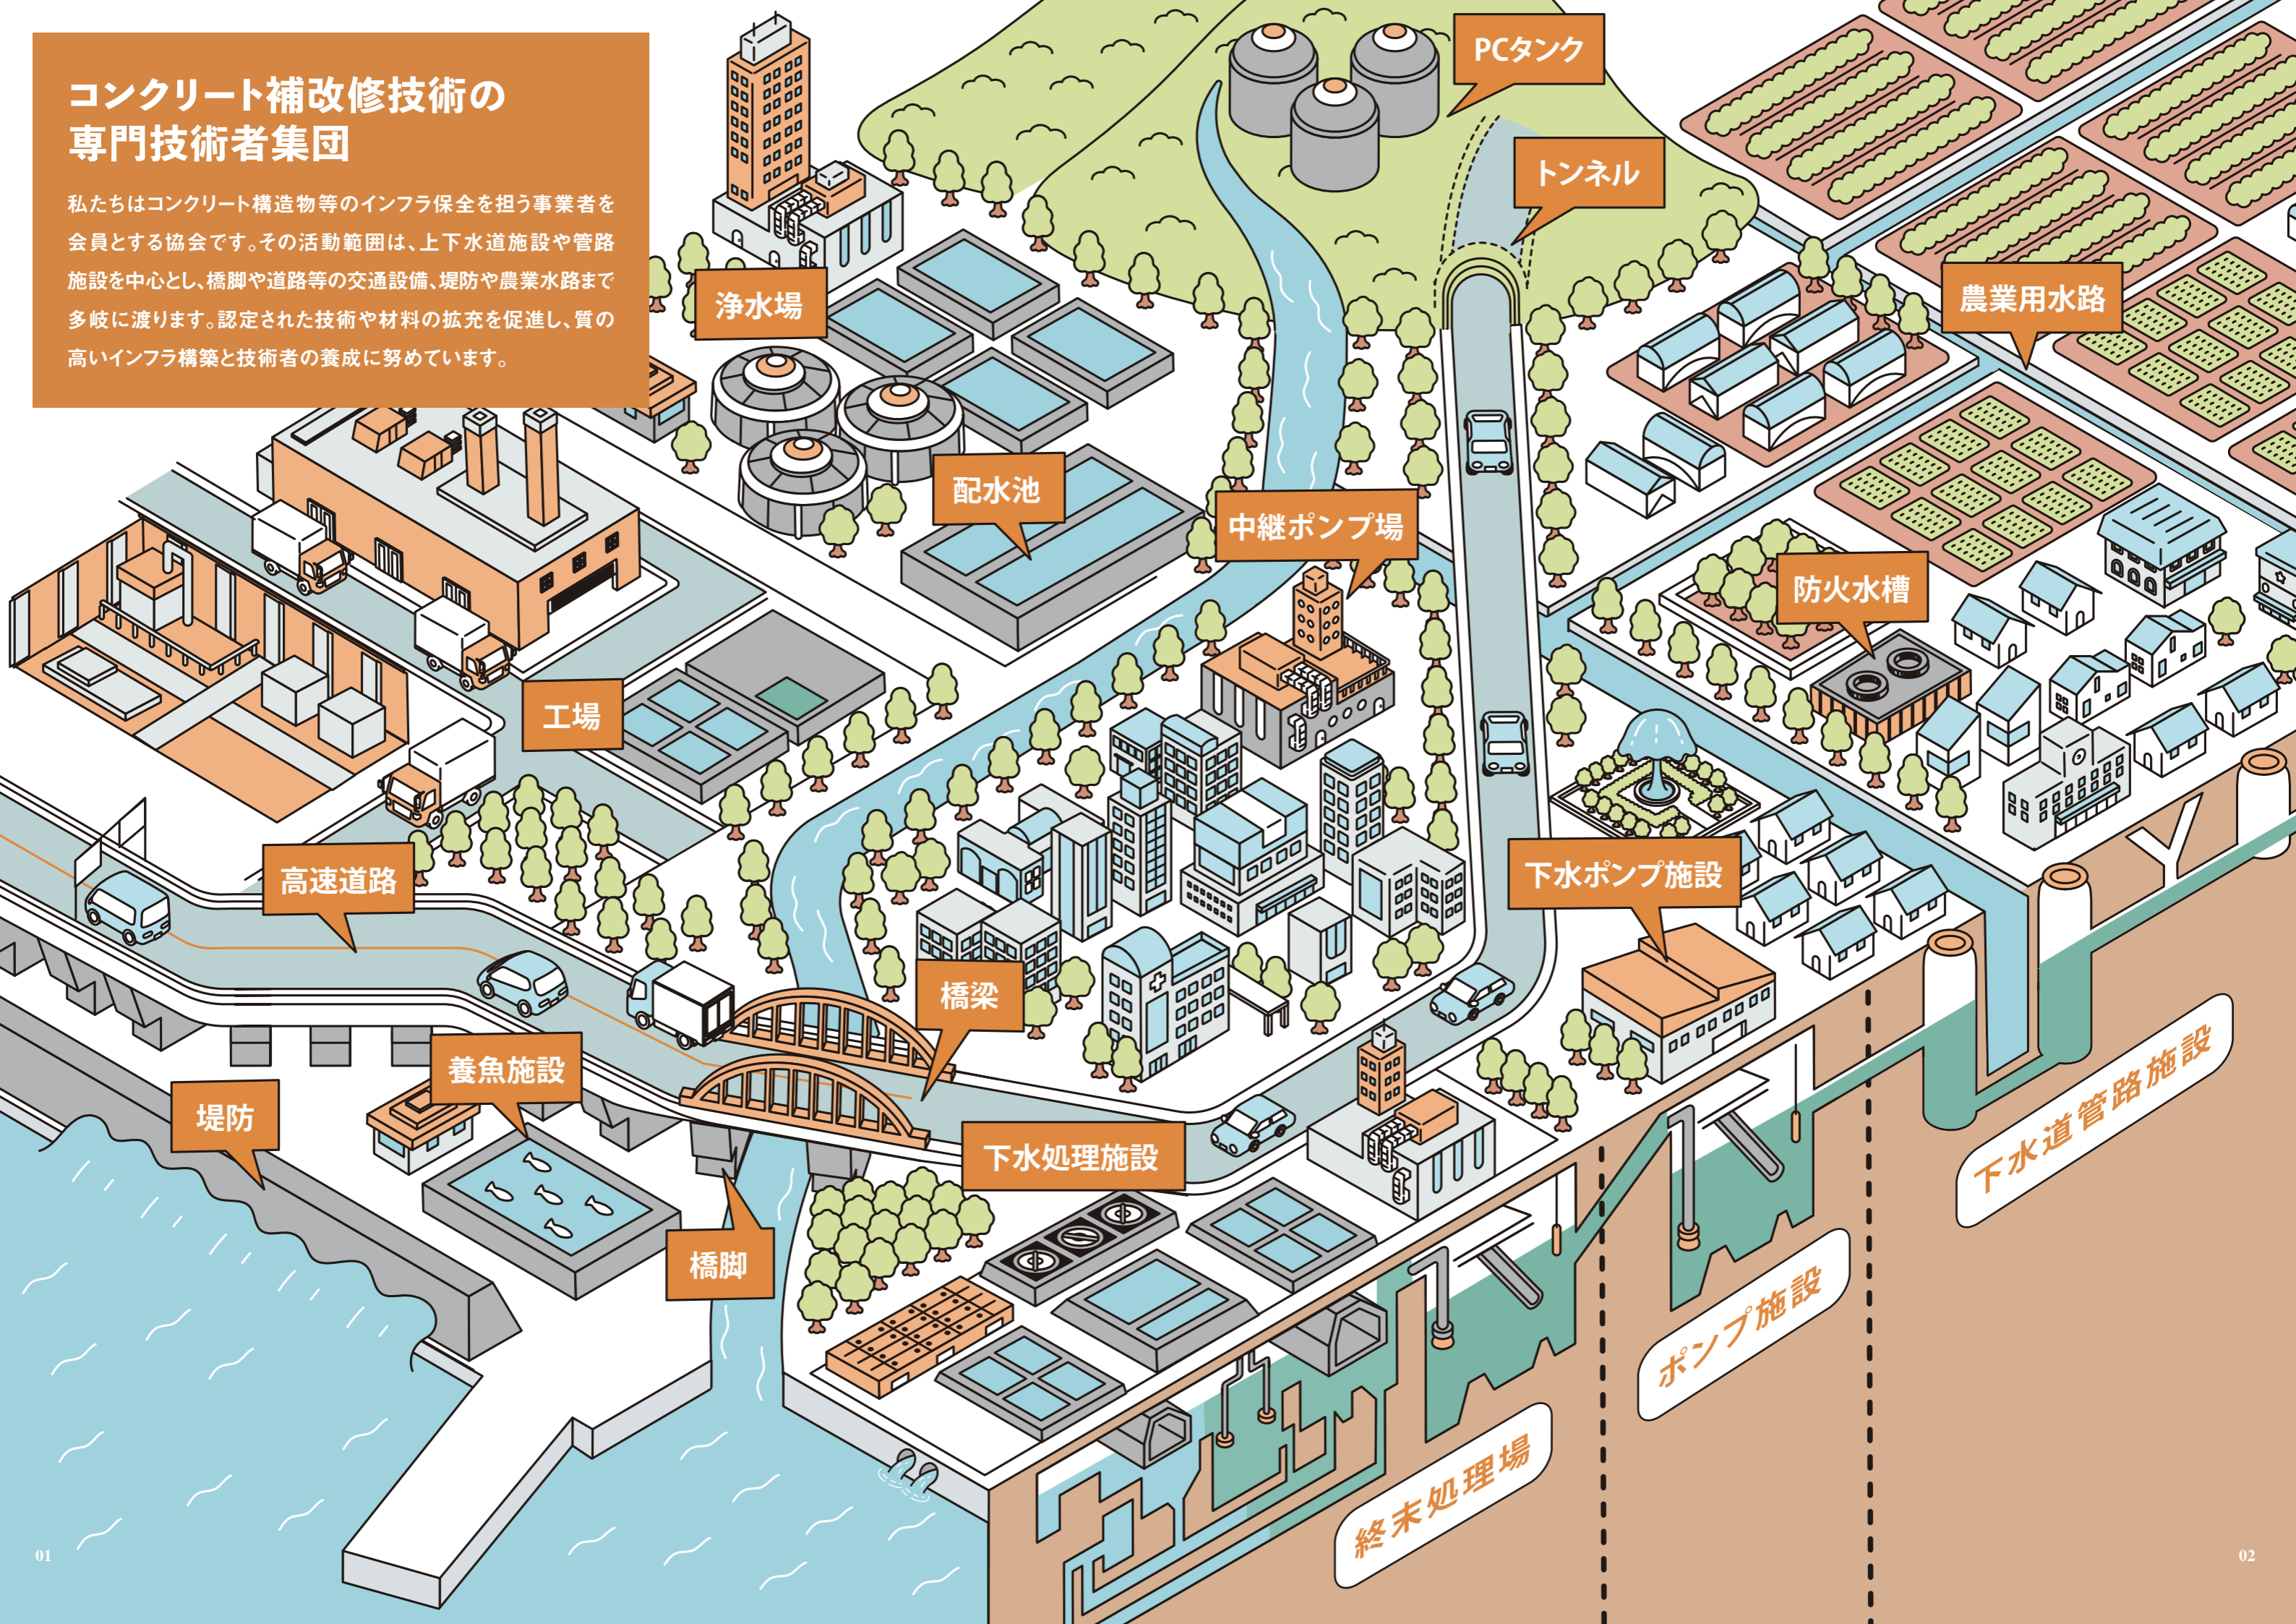 コンクリート補改修技術の
専門技術者集団
私たちはコンクリート構造物等のインフラ保全を担う事業者を
会員とする協会です。その活動範囲は、上下水道施設や管路
施設を中心とし、橋脚や道路等の交通設備、堤防や農業水路まで
多岐に渡ります。認定された技術や材料の拡充を促進し、質の
高いインフラ構築と技術者の養成に努めています。
PCタンク
トンネル
浄水場
農業用水路
配水池
中継ポンプ場
防火水槽
工場
高速道路
下水ポンプ施設
橋梁
養魚施設
堤防
下水処理施設
橋脚
下水道管路施設
ポンプ施設
終末処理場
01
02